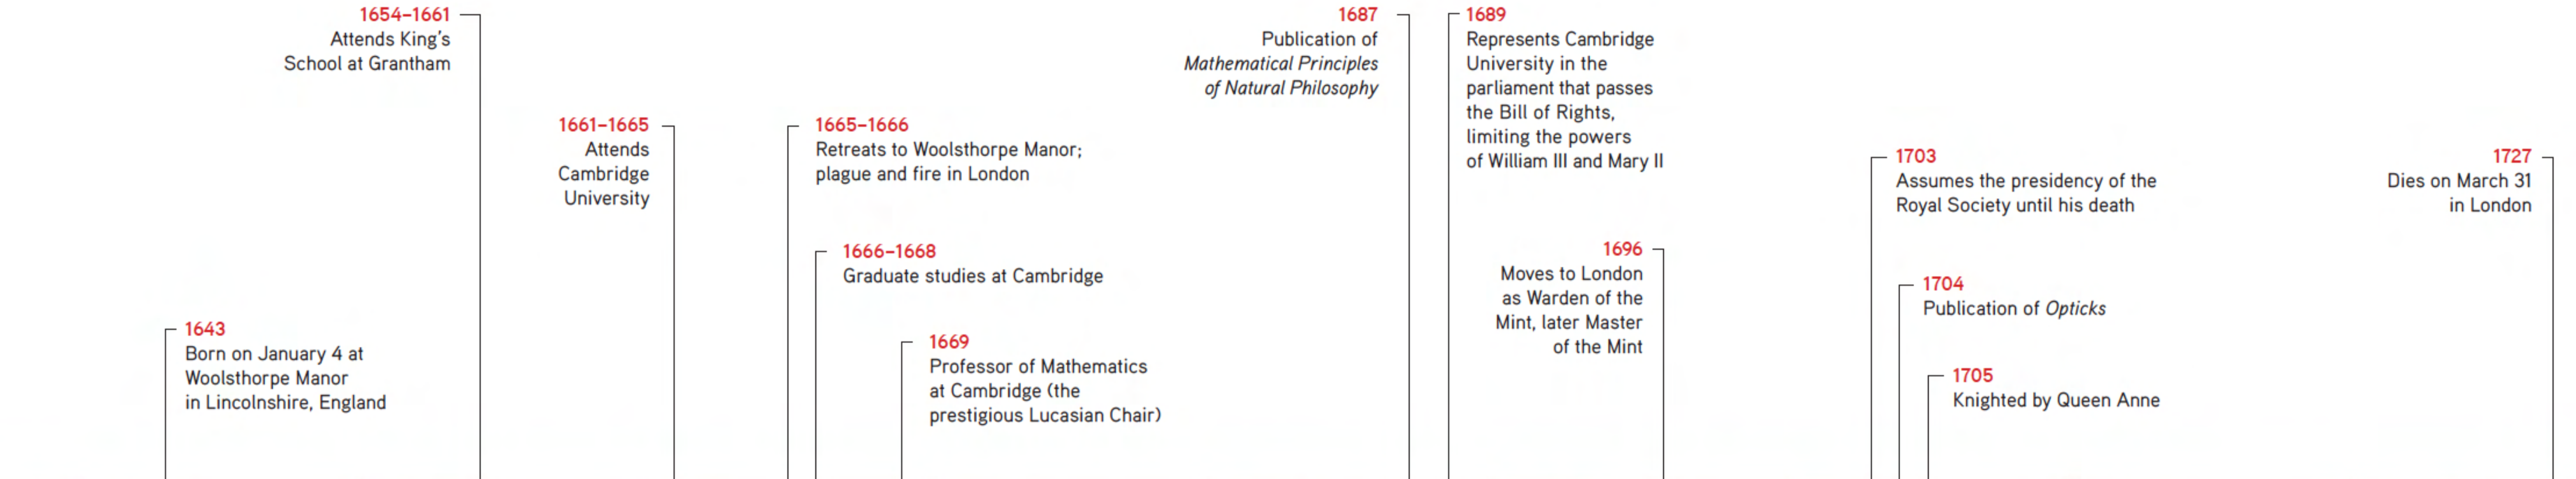 1654–1661
Attends King's
School at Grantham
1661–1665
Attends
Cambridge
University
1643
Born on January 4 at
Woolsthorpe Manor
in Lincolnshire, England
1665–1666
Retreats to Woolsthorpe Manor;
plague and fire in London
1666–1668
Graduate studies at Cambridge
1669
Professor of Mathematics
at Cambridge (the
prestigious Lucasian Chair)
1687
Publication of
Mathematical Principles
of Natural Philosophy
1689
Represents Cambridge
University in the
parliament that passes
the Bill of Rights,
limiting the powers
of William III and Mary II
1696
Moves to London
as Warden of the
Mint, later Master
of the Mint
1703
Assumes the presidency of the
Royal Society until his death
1704
Publication of Opticks
1705
Knighted by Queen Anne
1727
Dies on March 31
in London